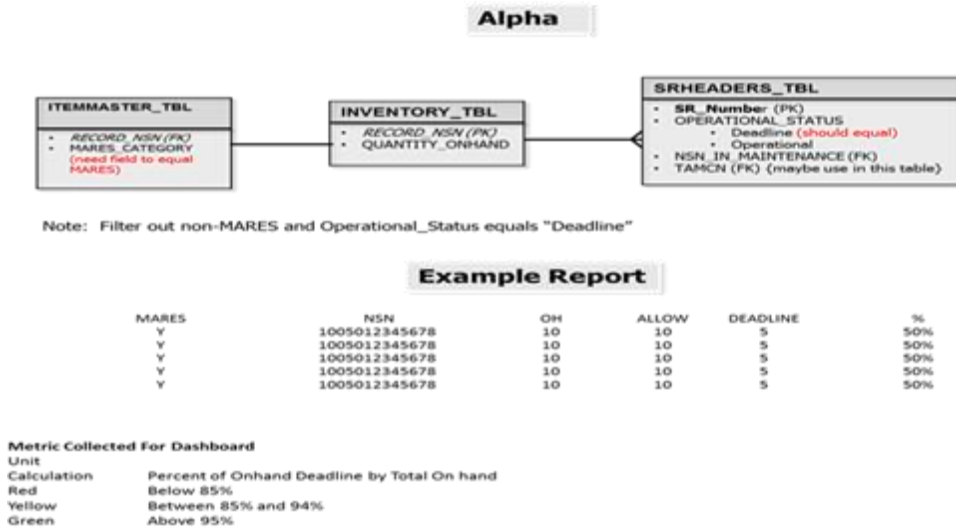 Alpha
ITEMMASTER_TBL
• RECORD_NSN (FK)
• MARES_CATEGORY
(need field to equal
MARES)
INVENTORY_TBL
• RECORD_NSN (PK)
• QUANTITY_ONHAND
SRHEADERS_TBL
• SR_Number (PK)
• OPERATIONAL_STATUS
• Deadline (should equal)
• Operational
• NSN_IN_MAINTENANCE (FK)
• TAMCN (FK) (maybe use in this table)
Note: Filter out non-MARES and Operational_Status equals "Deadline"
Example Report
MARES NSN OH ALLOW DEADLINE %
Y 1005012345678 10 10 5 50%
Y 1005012345678 10 10 5 50%
Y 1005012345678 10 10 5 50%
Y 1005012345678 10 10 5 50%
Y 1005012345678 10 10 5 50%
Metric Collected For Dashboard
Unit
Calculation Percent of Onhand Deadline by Total On hand
Red Below 85%
Yellow Between 85% and 94%
Green Above 95%